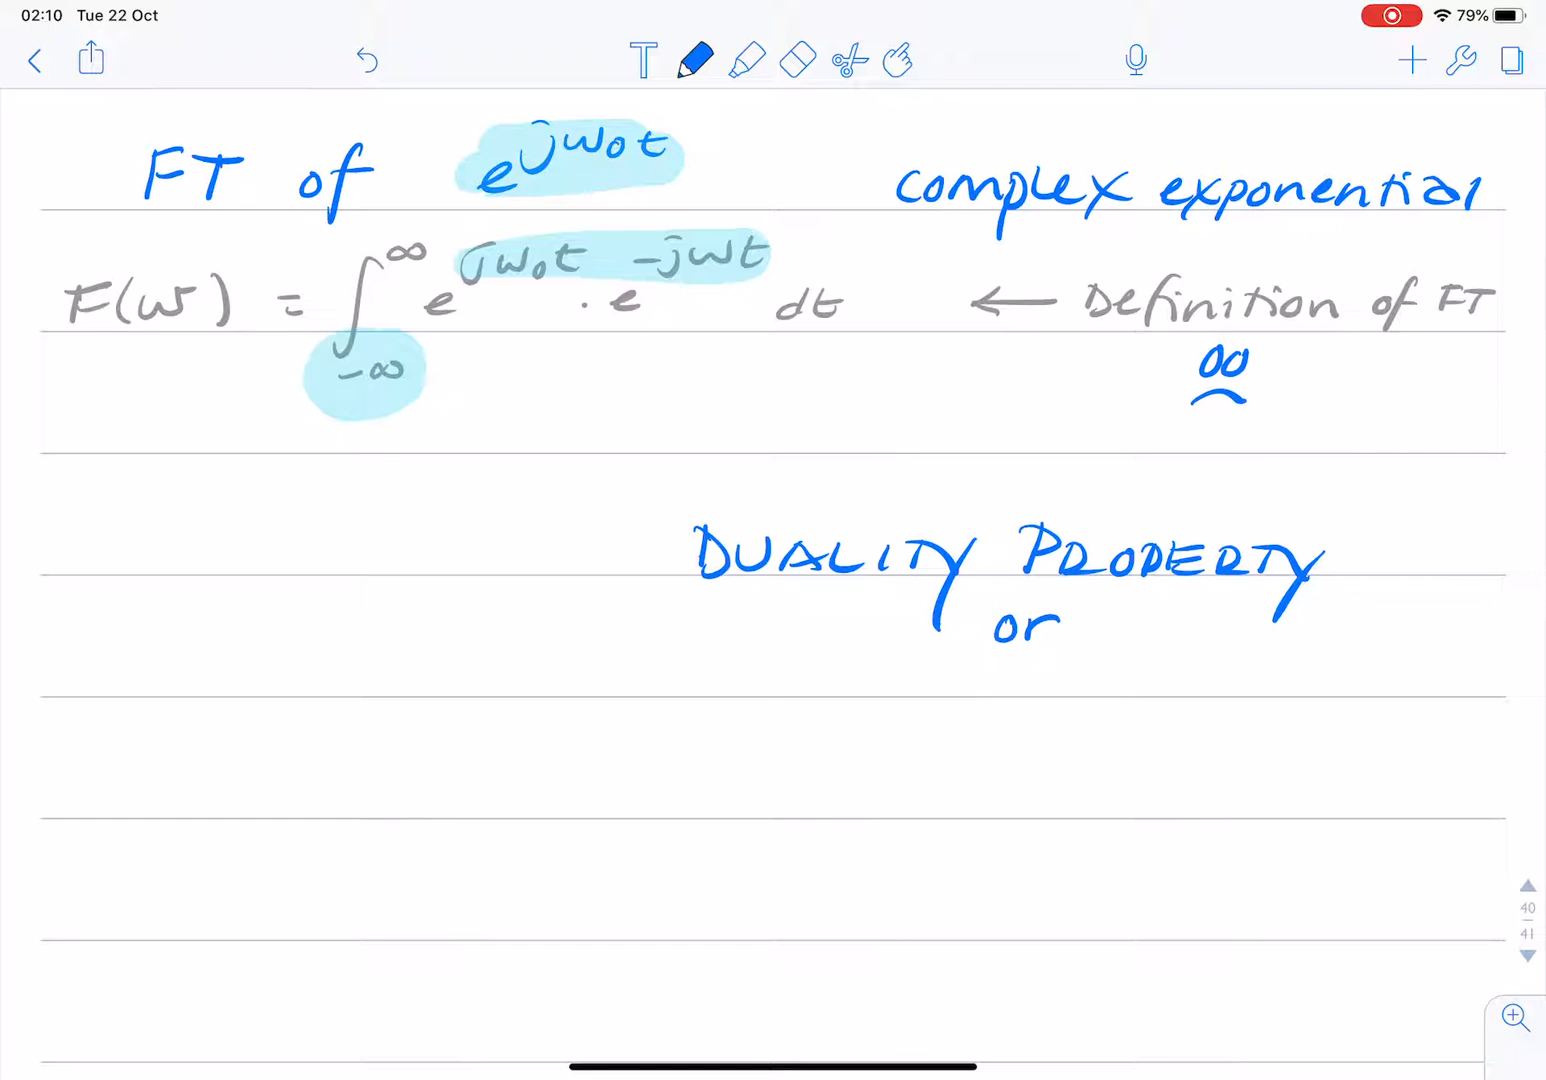 02:10 Tue 22 Oct 79%
T
FT of e^{jω₀t} complex exponential
F(ω) = ∫_{-∞}^{∞} e^{jω₀t} · e^{-jωt} dt ← Definition of FT
DUALITY PROPERTY
or
40
41